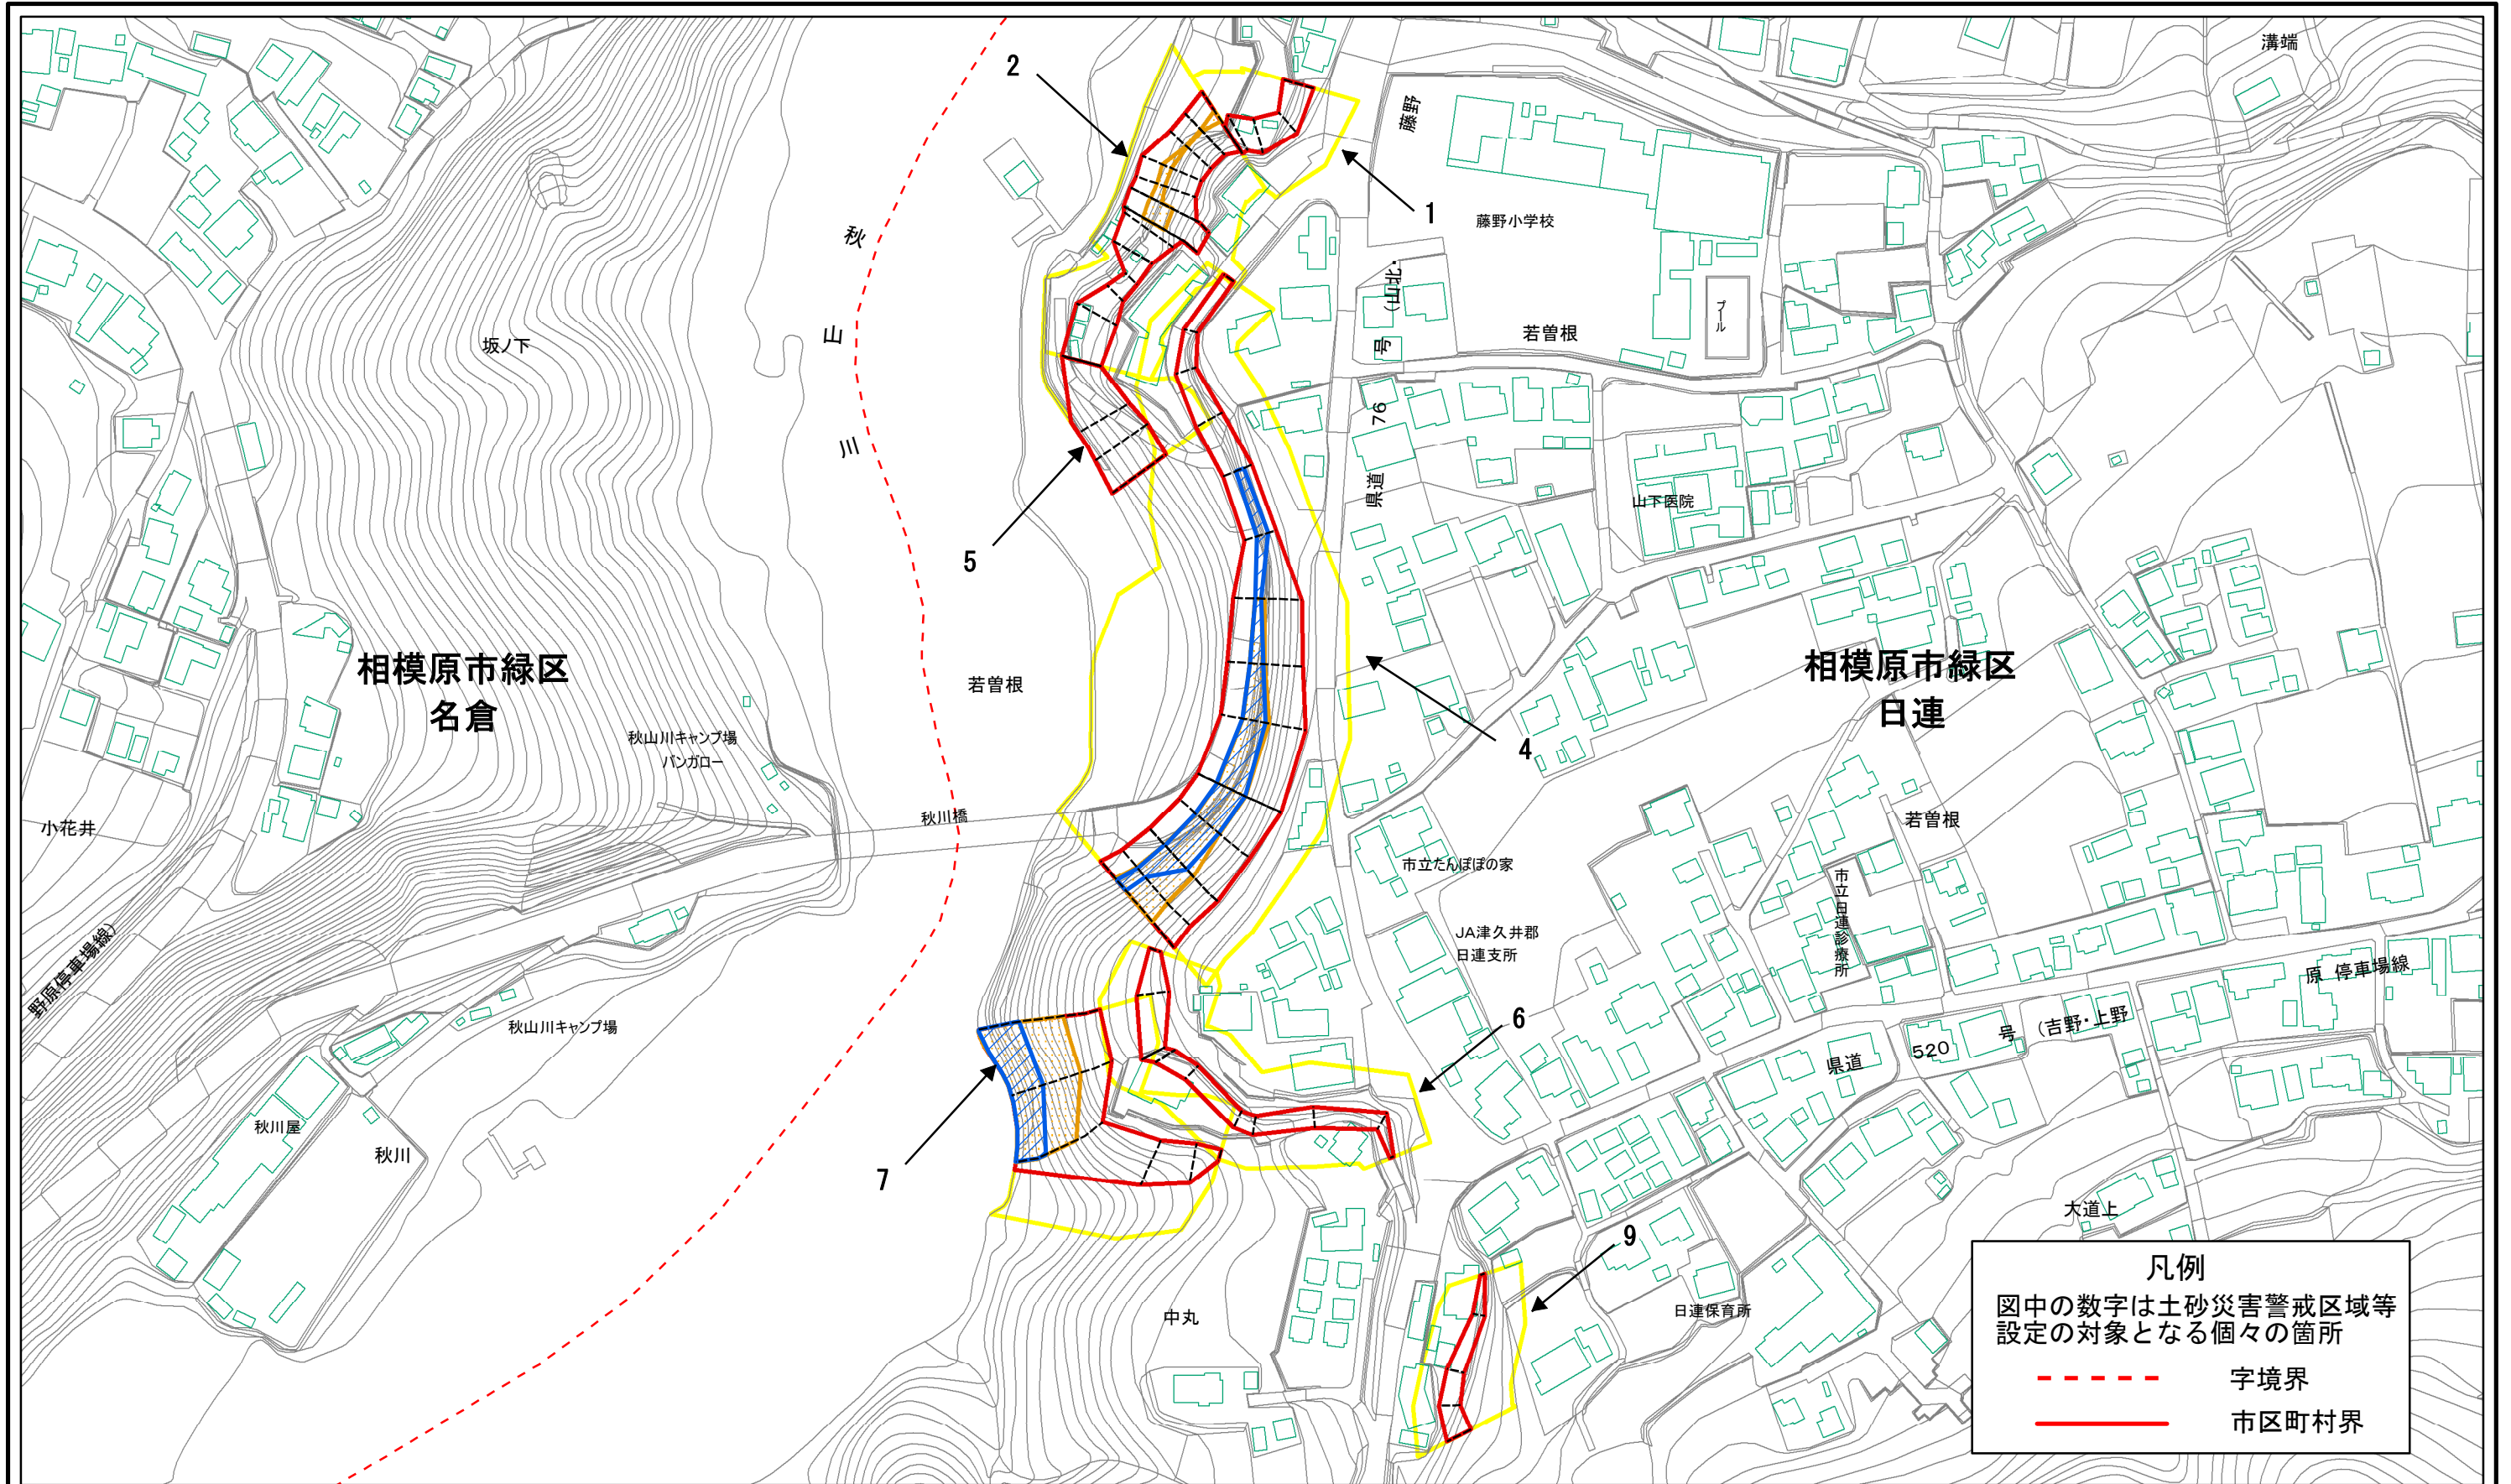 溝端
2
藤野
1
藤野小学校
秋
山
川
号 (山北・
プール
坂ノ下
若曽根
76
県道
山下医院
5
相模原市緑区
名倉
若曽根
相模原市緑区
日連
4
秋山川キャンプ場
バンガロー
秋川橋
小花井
若曽根
市立たんぽぽの家
市立日連診療所
JA津久井郡
日連支所
野原停車場線)
原 停車場線
秋山川キャンプ場
6
号 (吉野・上野
520
県道
秋川屋
秋川
7
大道上
9
中丸
日連保育所
凡例
図中の数字は土砂災害警戒区域等
設定の対象となる個々の箇所
字境界
市区町村界